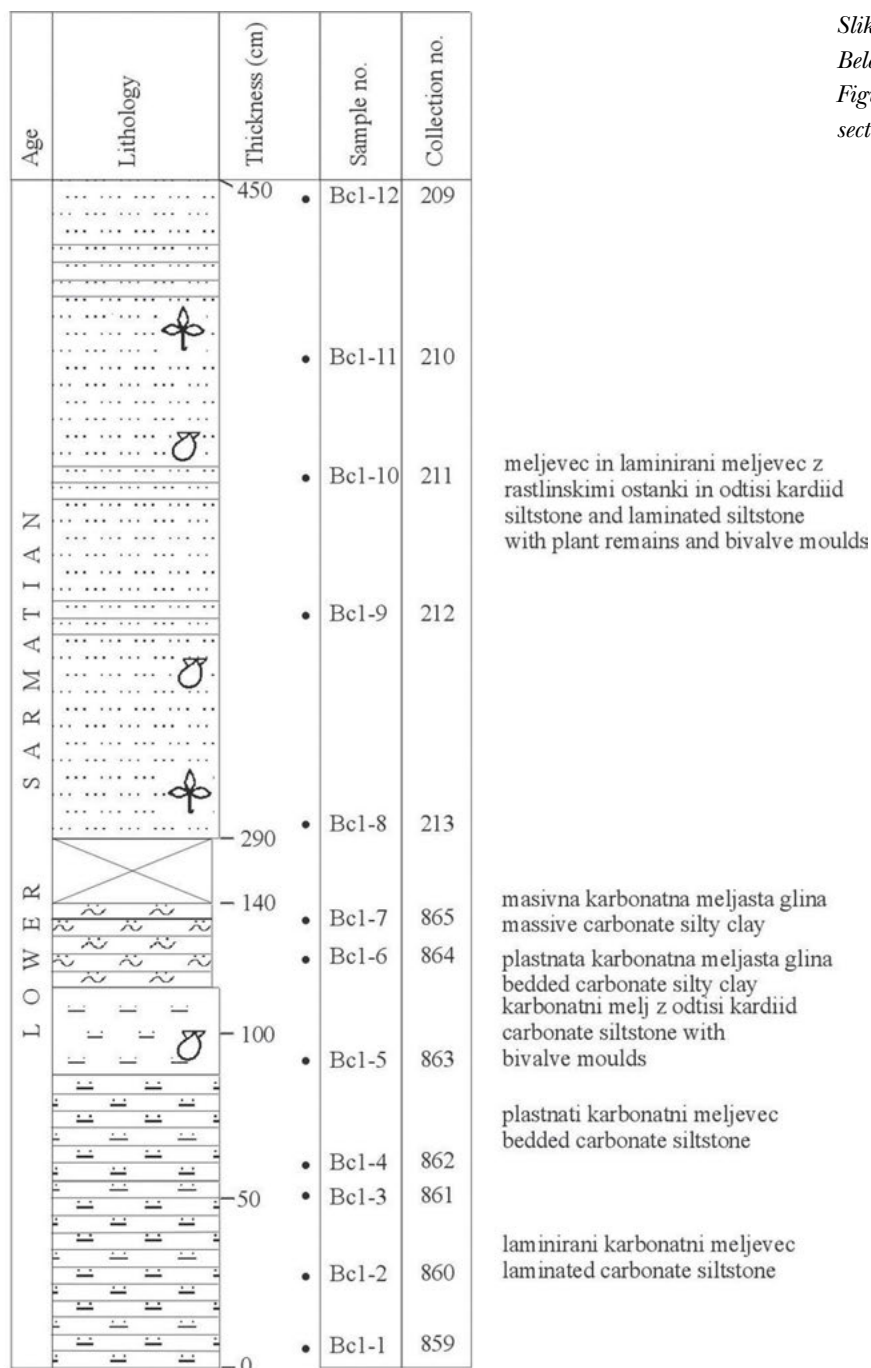 Slik
Bele
Figu
sect
Age
Lithology
Thickness (cm)
Sample no.
Collection no.
450
Bc1-12 209
Bc1-11 210
Bc1-10 211
meljevec in laminirani meljevec z
rastlinskimi ostanki in odtisi kardiid
siltstone and laminated siltstone
with plant remains and bivalve moulds
Bc1-9 212
Bc1-8 213
290
140
Bc1-7 865
masivna karbonatna meljasta glina
massive carbonate silty clay
Bc1-6 864
plastnata karbonatna meljasta glina
bedded carbonate silty clay
karbonatni melj z odtisi kardiid
carbonate siltstone with
bivalve moulds
100
Bc1-5 863
plastnati karbonatni meljevec
bedded carbonate siltstone
Bc1-4 862
50
Bc1-3 861
laminirani karbonatni meljevec
laminated carbonate siltstone
Bc1-2 860
Bc1-1 859
0
LOWER SARMATIAN